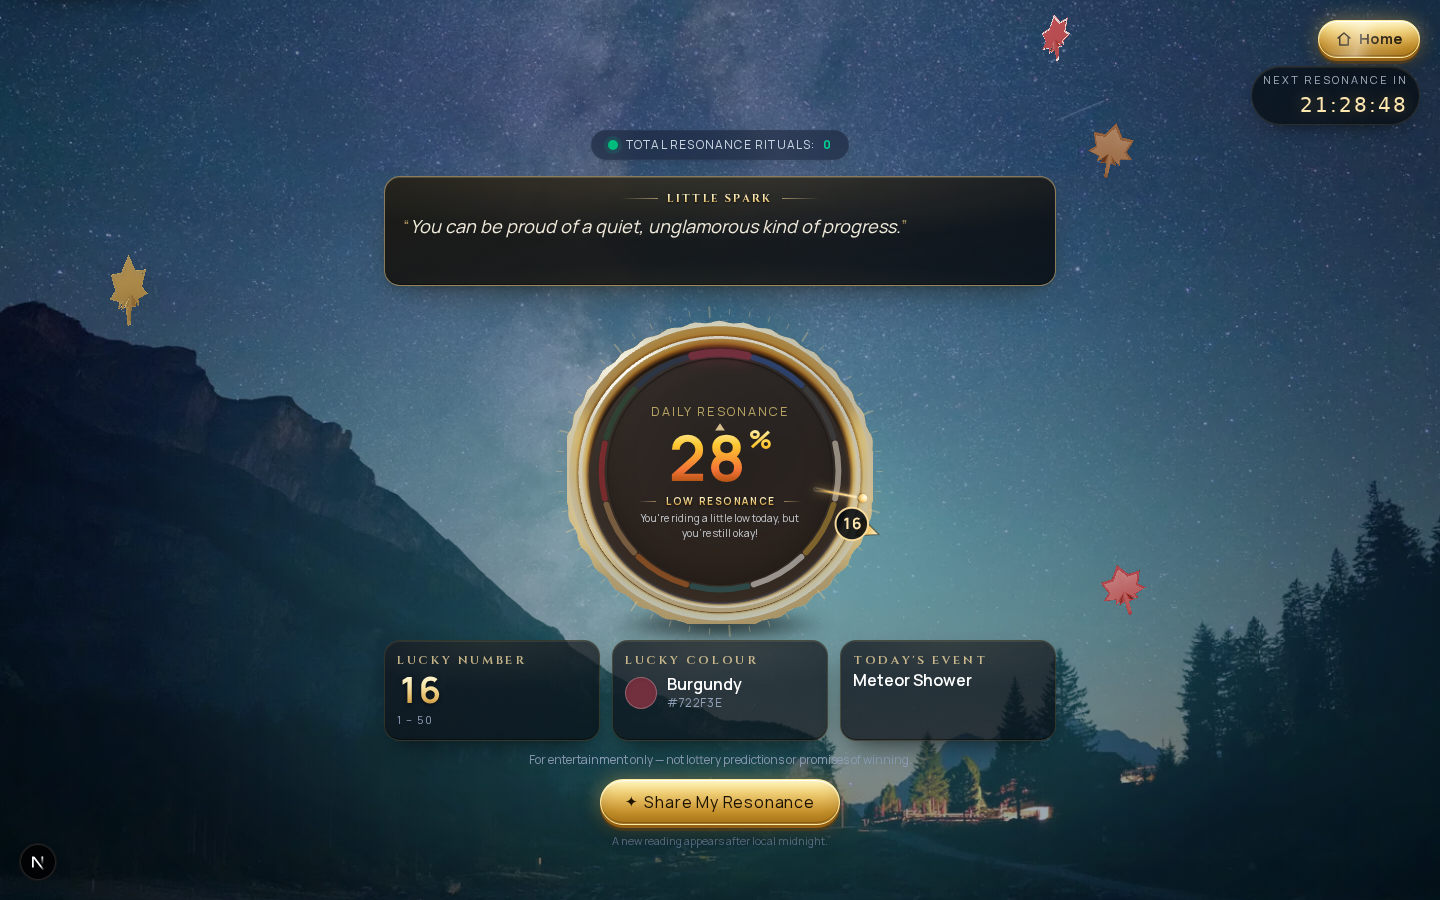 Home
NEXT RESONANCE IN
21:28:48
TOTAL RESONANCE RITUALS: 0
LITTLE SPARK
“You can be proud of a quiet, unglamorous kind of progress.”
DAILY RESONANCE
28%
LOW RESONANCE
You're riding a little low today, but
you're still okay!
16
LUCKY NUMBER
16
1 – 50
LUCKY COLOUR
Burgundy
#722F3E
TODAY'S EVENT
Meteor Shower
For entertainment only — not lottery predictions or promises of winning.
✦ Share My Resonance
A new reading appears after local midnight.
N